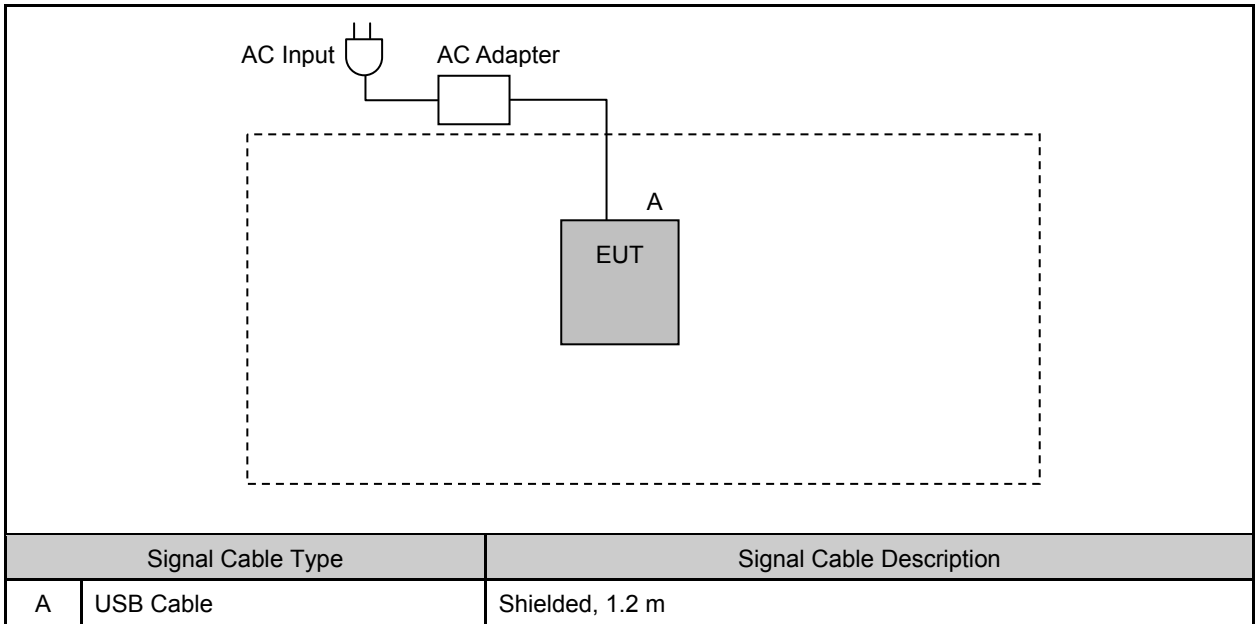 AC Input AC Adapter
A
EUT
Signal Cable Type Signal Cable Description
A USB Cable Shielded, 1.2 m